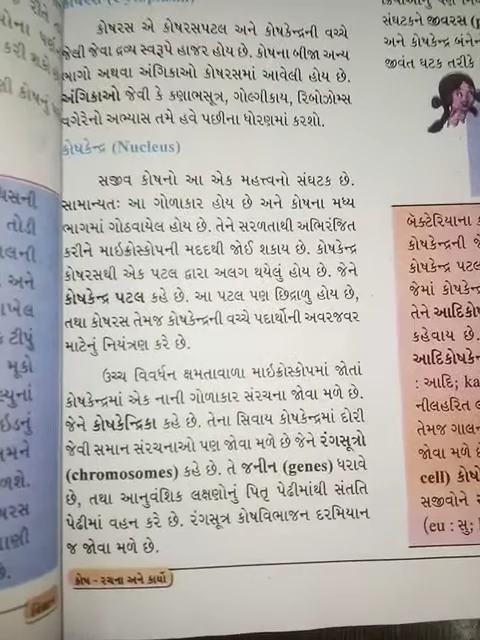 કોષરસ એ કોષરસપટલ અને કોષકેન્દ્રની વચ્ચે
જેલી જેવા દ્રવ્ય સ્વરૂપે હાજર હોય છે. કોષના બીજા અન્ય
ભાગો અથવા અંગિકાઓ કોષરસમાં આવેલી હોય છે.
અંગિકાઓ જેવી કે કણાભસૂત્ર, ગોલ્ગીકાય, રિબોઝોમ્સ
વગેરેનો અભ્યાસ તમે હવે પછીના ધોરણમાં કરશો.
કોષકેન્દ્ર (Nucleus)
સજીવ કોષનો આ એક મહત્ત્વનો સંઘટક છે.
સામાન્યતઃ આ ગોળાકાર હોય છે અને કોષના મધ્ય
ભાગમાં ગોઠવાયેલ હોય છે. તેને સરળતાથી અભિરંજિત
કરીને માઇક્રોસ્કોપની મદદથી જોઈ શકાય છે. કોષકેન્દ્ર
કોષરસથી એક પટલ દ્વારા અલગ થયેલું હોય છે. જેને
કોષકેન્દ્ર પટલ કહે છે. આ પટલ પણ છિદ્રાળુ હોય છે,
તથા કોષરસ તેમજ કોષકેન્દ્રની વચ્ચે પદાર્થોની અવરજવર
માટેનું નિયંત્રણ કરે છે.
ઉચ્ચ વિવર્ધન ક્ષમતાવાળા માઇક્રોસ્કોપમાં જોતાં
કોષકેન્દ્રમાં એક નાની ગોળાકાર સંરચના જોવા મળે છે.
જેને કોષકેન્દ્રિકા કહે છે. તેના સિવાય કોષકેન્દ્રમાં દોરી
જેવી સમાન સંરચનાઓ પણ જોવા મળે છે જેને રંગસૂત્રો
(chromosomes) કહે છે. તે જનીન (genes) ધરાવે
છે, તથા આનુવંશિક લક્ષણોનું પિતૃ પેઢીમાંથી સંતતિ
પેઢીમાં વહન કરે છે. રંગસૂત્ર કોષવિભાજન દરમિયાન
જ જોવા મળે છે.
કોષ - રચના અને કાર્યો
સંઘટકને જીવરસ
અને કોષકેન્દ્ર બંનેન
જીવંત ઘટક તરીકે
બૅક્ટેરિયાના
કોષકેન્દ્રની
કોષકેન્દ્ર પટલ
જેમાં કોષકેન્દ્ર
તેને આદિકો
કહેવાય છે.
આદિકોષકે
: આદિ; ka
નીલહરિત
તેમજ ગાલન
જોવા મળે
cell) કોષો
સજીવોને
(eu : સુ;